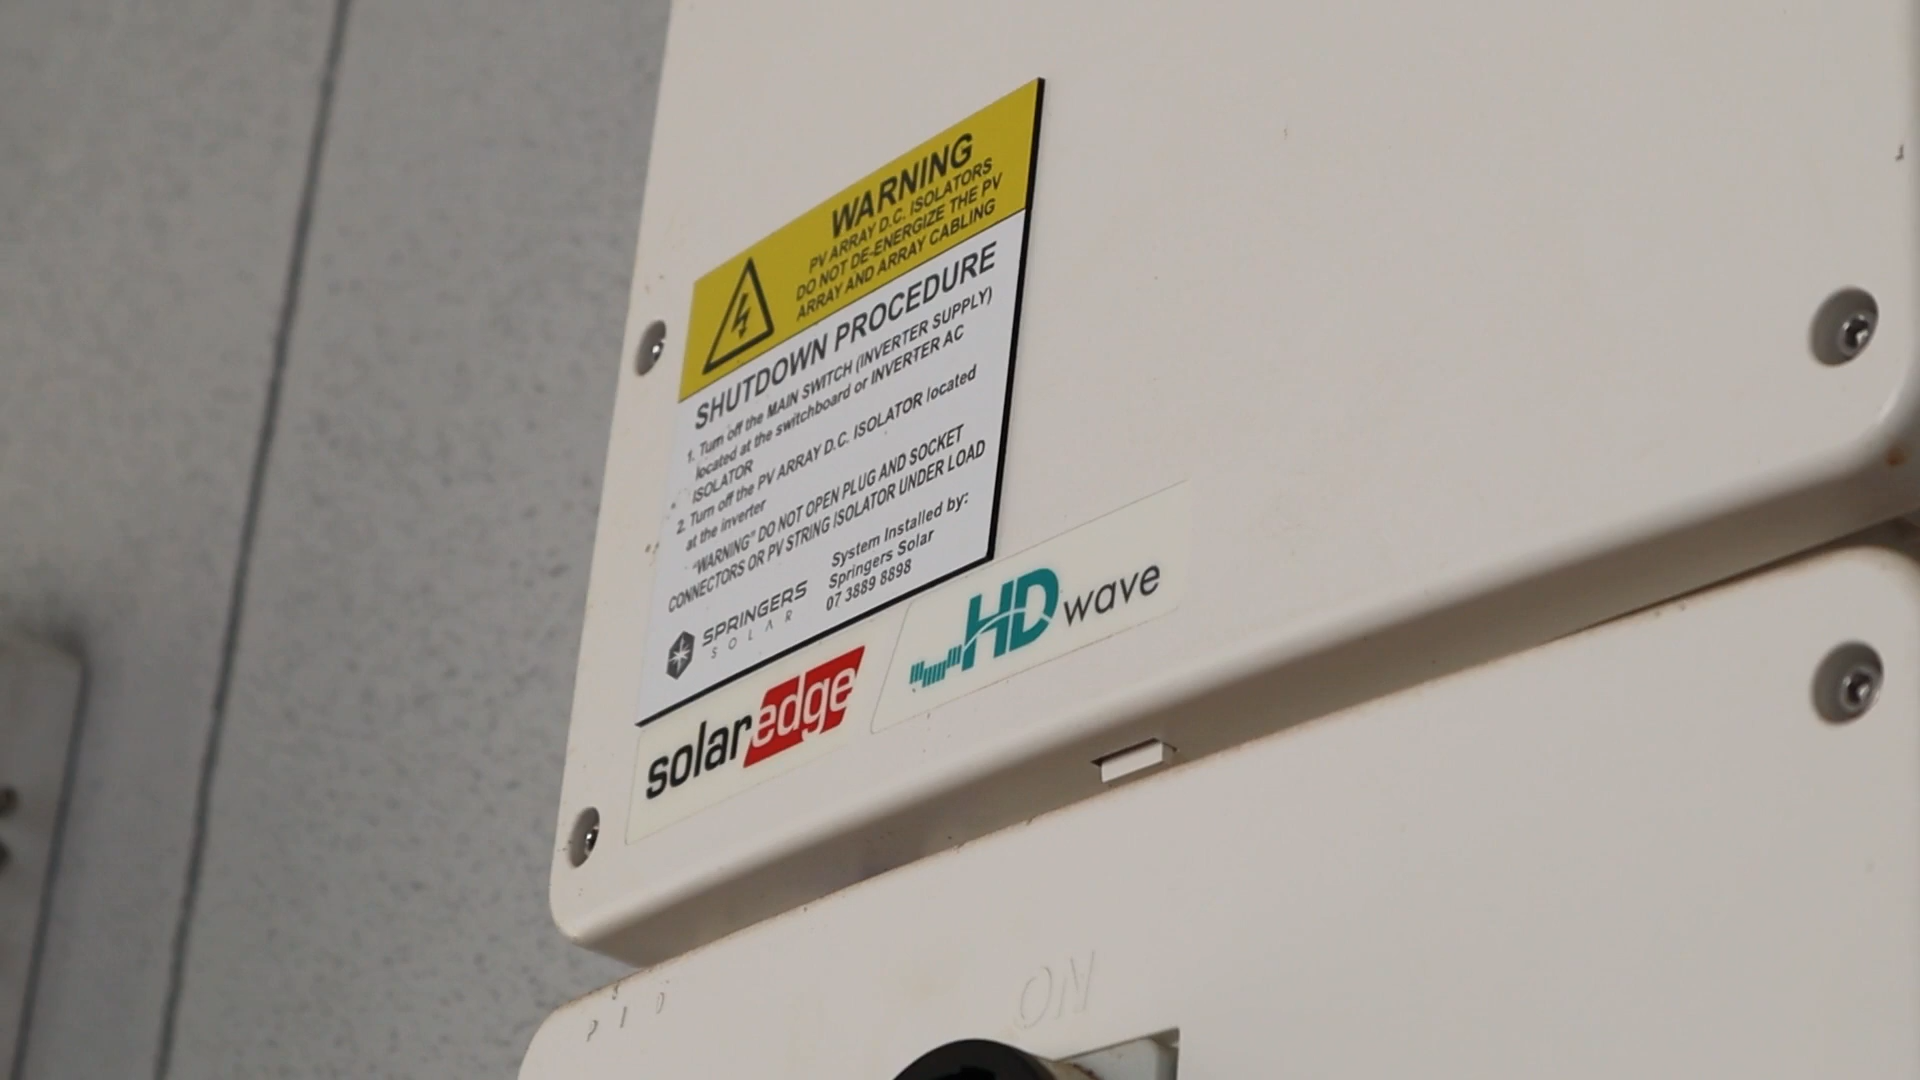 WARNING
PV ARRAY D.C. ISOLATORS
DO NOT DE-ENERGIZE THE PV
ARRAY AND ARRAY CABLING
SHUTDOWN PROCEDURE
1. Turn off the MAIN SWITCH (INVERTER SUPPLY)
located at the switchboard or INVERTER AC
ISOLATOR
2. Turn off the PV ARRAY D.C. ISOLATOR located
at the inverter
"WARNING" DO NOT OPEN PLUG AND SOCKET
CONNECTORS OR PV STRING ISOLATOR UNDER LOAD
SPRINGERS
SOLAR
System Installed by:
Springers Solar
07 3889 8898
solaredge
HD wave
ON